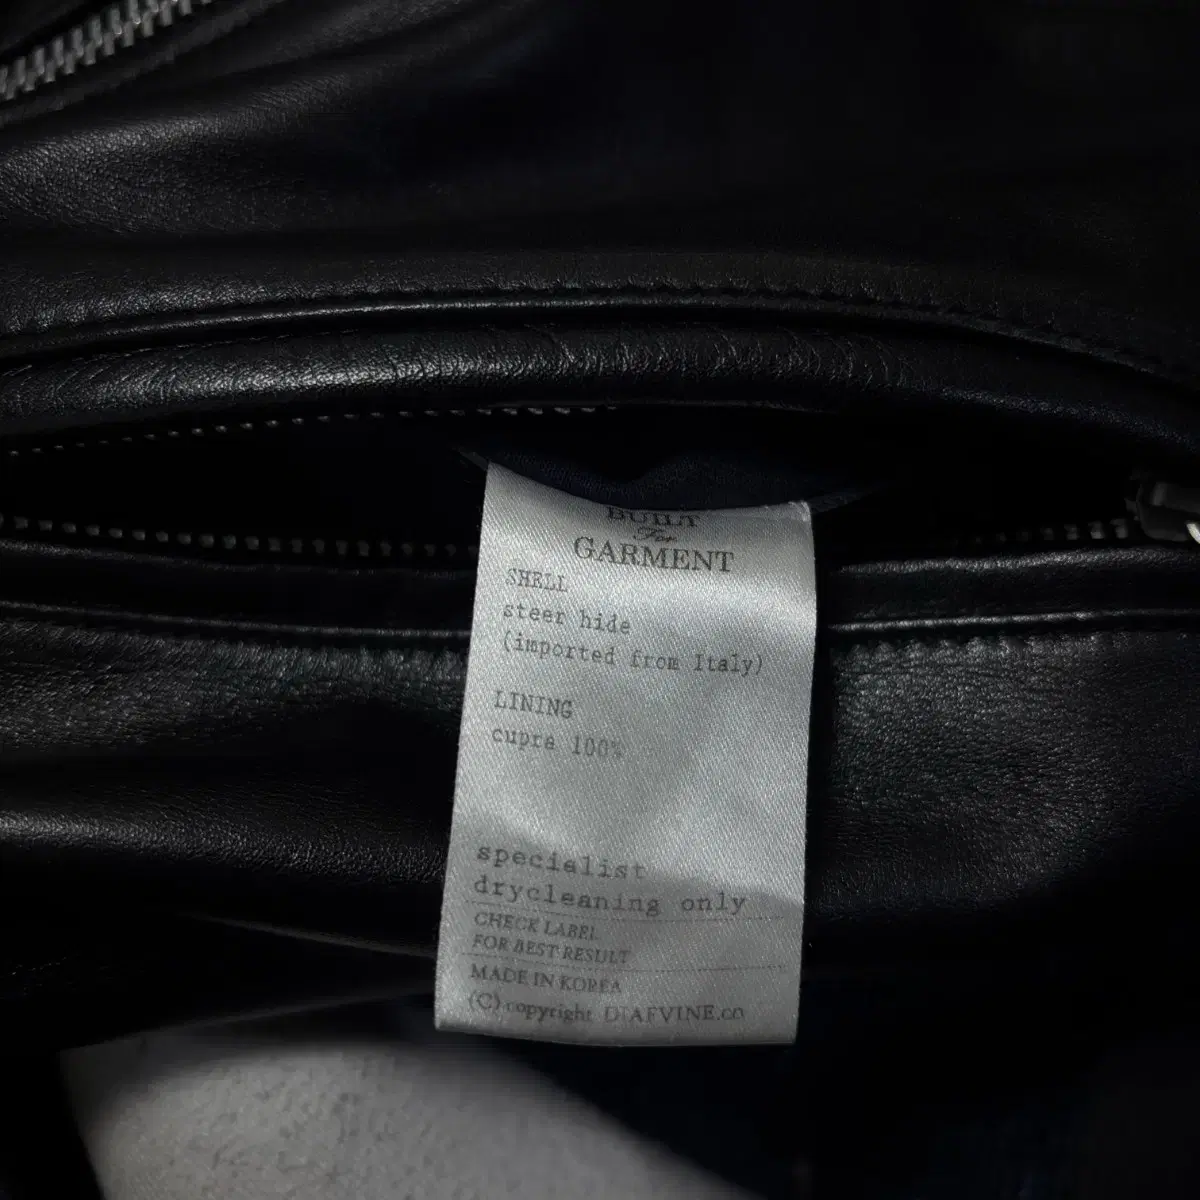 BUILT
For
GARMENT
SHELL
steer hide
(imported from Italy)
LINING
cupra 100%
specialist
drycleaning only
CHECK LABEL
FOR BEST RESULT
MADE IN KOREA
(C) copyright DIAFVINE.co